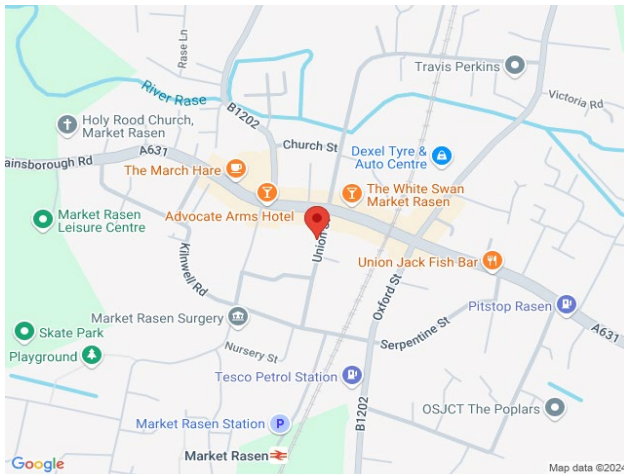 Rase Ln
River Rase
B1202
Travis Perkins
Victoria Rd
Holy Rood Church,
Market Rasen
ainsborough Rd
A631
Church St
Dexel Tyre &
Auto Centre
The March Hare
The White Swan
Market Rasen
Advocate Arms Hotel
Market Rasen
Leisure Centre
Union St
Kilnwell Rd
Union Jack Fish Bar
Oxford St
Pitstop Rasen
Market Rasen Surgery
Skate Park
Playground
Nursery St
Serpentine St
A631
Tesco Petrol Station
B1202
OSJCT The Poplars
Market Rasen Station
P
Market Rasen
Google
Map data ©2024